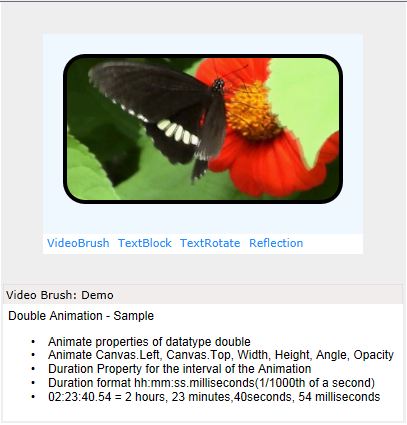 VideoBrush TextBlock TextRotate Reflection
Video Brush: Demo
Double Animation - Sample
• Animate properties of datatype double
• Animate Canvas.Left, Canvas.Top, Width, Height, Angle, Opacity
• Duration Property for the interval of the Animation
• Duration format hh:mm:ss.milliseconds(1/1000th of a second)
• 02:23:40.54 = 2 hours, 23 minutes,40seconds, 54 milliseconds